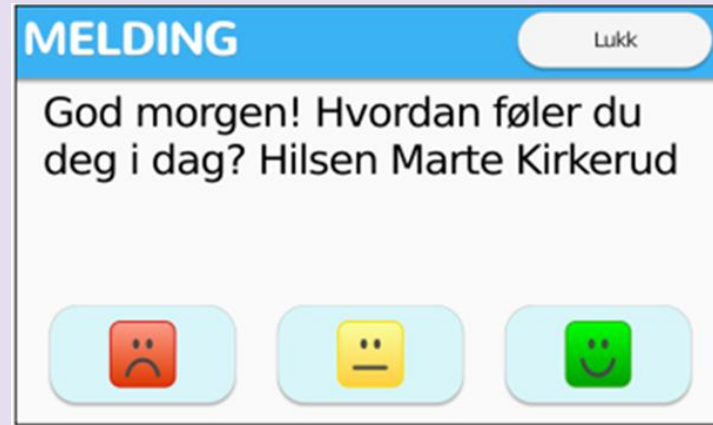 MELDING
Lukk
God morgen! Hvordan føler du
deg i dag? Hilsen Marte Kirkerud